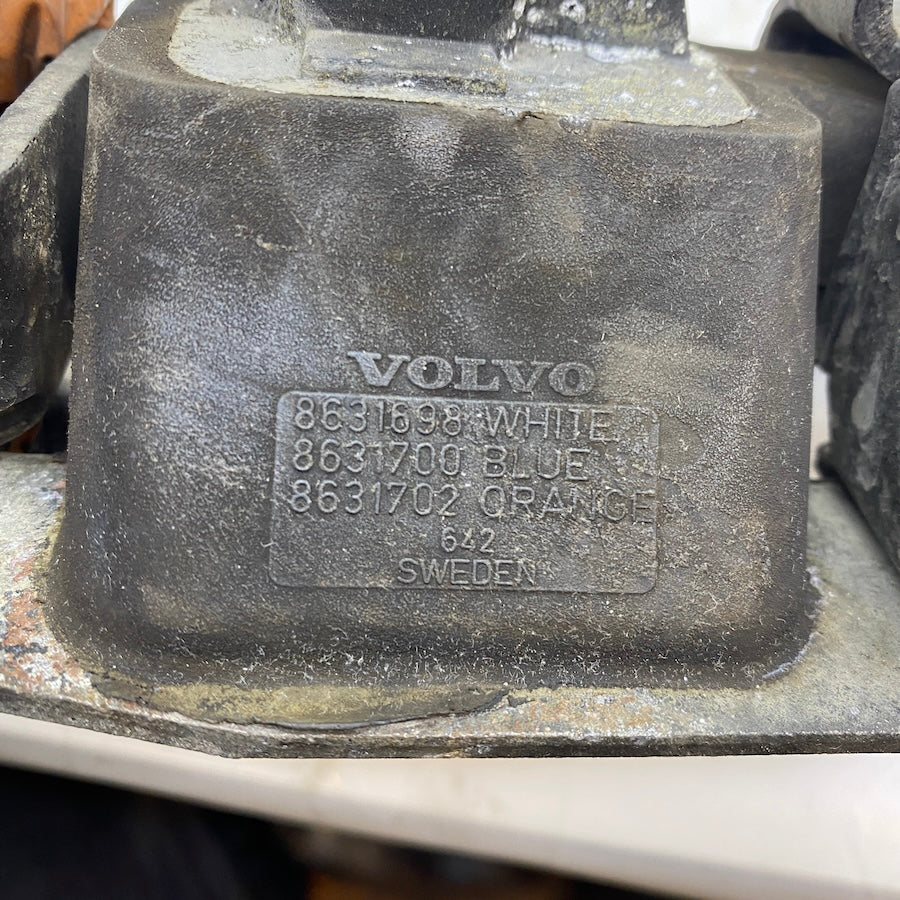 VOLVO
8631698 WHITE
8631700 BLUE
8631702 ORANGE
642
SWEDEN